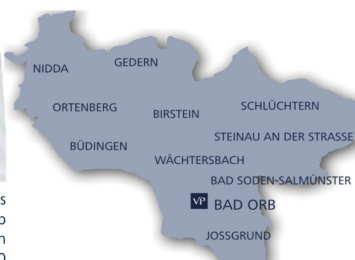 GEDERN
NIDDA
ORTENBERG
BIRSTEIN
SCHLÜCHTERN
STEINAU AN DER STRASSE
BÜDINGEN
WÄCHTERSBACH
BAD SODEN-SALMÜNSTER
VP BAD ORB
JOSSGRUND